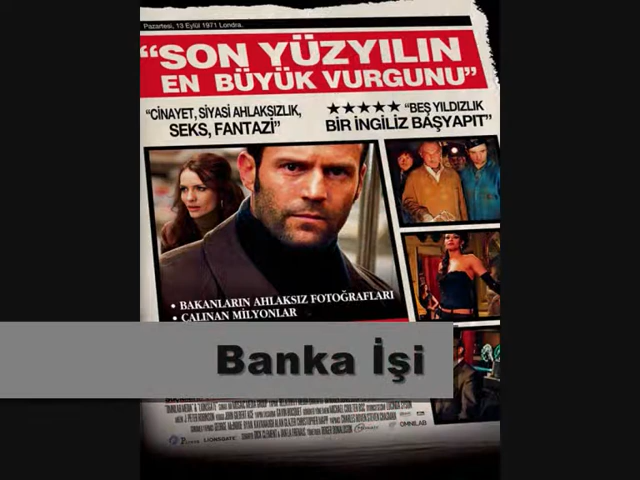 Pazartesi, 13 Eylül 1971 Londra.
“SON YÜZYILIN
EN BÜYÜK VURGUNU”
“CİNAYET, SİYASİ AHLAKSIZLIK,
SEKS, FANTAZİ”
★★★★★ “BEŞ YILDIZLIK
BİR İNGİLİZ BAŞYAPIT”
• BAKANLARIN AHLAKSIZ FOTOĞRAFLARI
• ÇALINAN MİLYONLAR
Banka İşi
LIONSGATE
OMNILAB